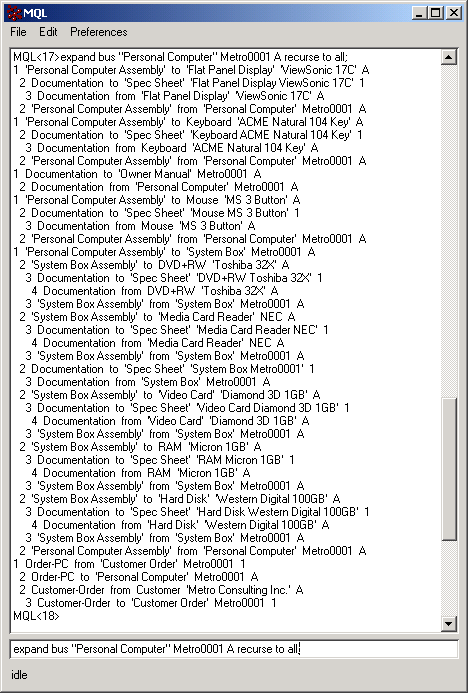 MQL
File Edit Preferences
MQL<17>expand bus "Personal Computer" Metro0001 A recurse to all;
1 'Personal Computer Assembly' to 'Flat Panel Display' 'ViewSonic 17C' A
2 Documentation to 'Spec Sheet' 'Flat Panel Display ViewSonic 17C' 1
3 Documentation from 'Flat Panel Display' 'ViewSonic 17C' A
2 'Personal Computer Assembly' from 'Personal Computer' Metro0001 A
1 'Personal Computer Assembly' to Keyboard 'ACME Natural 104 Key' A
2 Documentation to 'Spec Sheet' 'Keyboard ACME Natural 104 Key' 1
3 Documentation from Keyboard 'ACME Natural 104 Key' A
2 'Personal Computer Assembly' from 'Personal Computer' Metro0001 A
1 Documentation to 'Owner Manual' Metro0001 A
2 Documentation from 'Personal Computer' Metro0001 A
1 'Personal Computer Assembly' to Mouse 'MS 3 Button' A
2 Documentation to 'Spec Sheet' 'Mouse MS 3 Button' 1
3 Documentation from Mouse 'MS 3 Button' A
2 'Personal Computer Assembly' from 'Personal Computer' Metro0001 A
1 'Personal Computer Assembly' to 'System Box' Metro0001 A
2 'System Box Assembly' to DVD+RW 'Toshiba 32X' A
3 Documentation to 'Spec Sheet' 'DVD+RW Toshiba 32X' 1
4 Documentation from DVD+RW 'Toshiba 32X' A
3 'System Box Assembly' from 'System Box' Metro0001 A
2 'System Box Assembly' to 'Media Card Reader' NEC A
3 Documentation to 'Spec Sheet' 'Media Card Reader NEC' 1
4 Documentation from 'Media Card Reader' NEC A
3 'System Box Assembly' from 'System Box' Metro0001 A
2 Documentation to 'Spec Sheet' 'System Box Metro0001' 1
3 Documentation from 'System Box' Metro0001 A
2 'System Box Assembly' to 'Video Card' 'Diamond 3D 1GB' A
3 Documentation to 'Spec Sheet' 'Video Card Diamond 3D 1GB' 1
4 Documentation from 'Video Card' 'Diamond 3D 1GB' A
3 'System Box Assembly' from 'System Box' Metro0001 A
2 'System Box Assembly' to RAM 'Micron 1GB' A
3 Documentation to 'Spec Sheet' 'RAM Micron 1GB' 1
4 Documentation from RAM 'Micron 1GB' A
3 'System Box Assembly' from 'System Box' Metro0001 A
2 'System Box Assembly' to 'Hard Disk' 'Western Digital 100GB' A
3 Documentation to 'Spec Sheet' 'Hard Disk Western Digital 100GB' 1
4 Documentation from 'Hard Disk' 'Western Digital 100GB' A
3 'System Box Assembly' from 'System Box' Metro0001 A
2 'Personal Computer Assembly' from 'Personal Computer' Metro0001 A
1 Order-PC from 'Customer Order' Metro0001 1
2 Order-PC to 'Personal Computer' Metro0001 A
2 Customer-Order from Customer 'Metro Consulting Inc.' A
3 Customer-Order to 'Customer Order' Metro0001 1
MQL<18>
expand bus "Personal Computer" Metro0001 A recurse to all;
idle